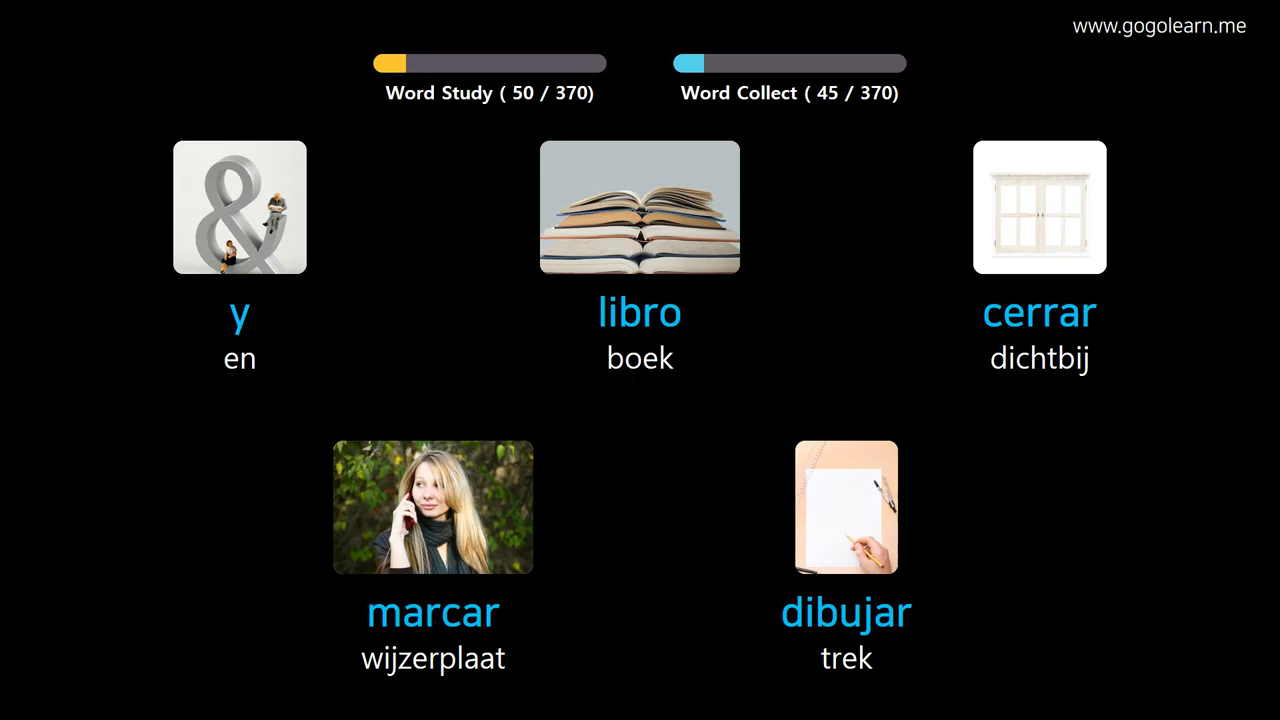 www.gogolearn.me
Word Study ( 50 / 370)
Word Collect ( 45 / 370)
y
en
libro
boek
cerrar
dichtbij
marcar
wijzerplaat
dibujar
trek